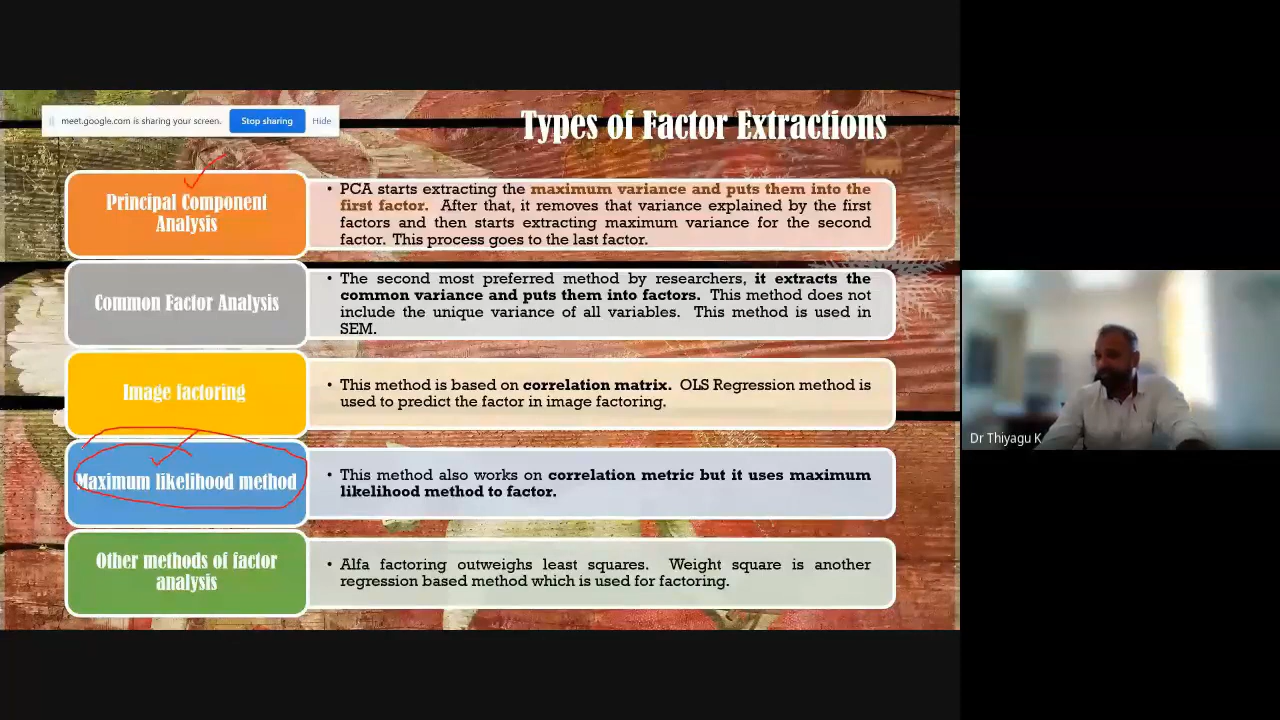 meet.google.com is sharing your screen. Stop sharing Hide
Types of Factor Extractions
Principal Component
Analysis
• PCA starts extracting the maximum variance and puts them into the
first factor. After that, it removes that variance explained by the first
factors and then starts extracting maximum variance for the second
factor. This process goes to the last factor.
Common Factor Analysis
• The second most preferred method by researchers, it extracts the
common variance and puts them into factors. This method does not
include the unique variance of all variables. This method is used in
SEM.
Image factoring
• This method is based on correlation matrix. OLS Regression method is
used to predict the factor in image factoring.
Maximum likelihood method
• This method also works on correlation metric but it uses maximum
likelihood method to factor.
Other methods of factor
analysis
• Alfa factoring outweighs least squares. Weight square is another
regression based method which is used for factoring.
Dr Thiyagu K